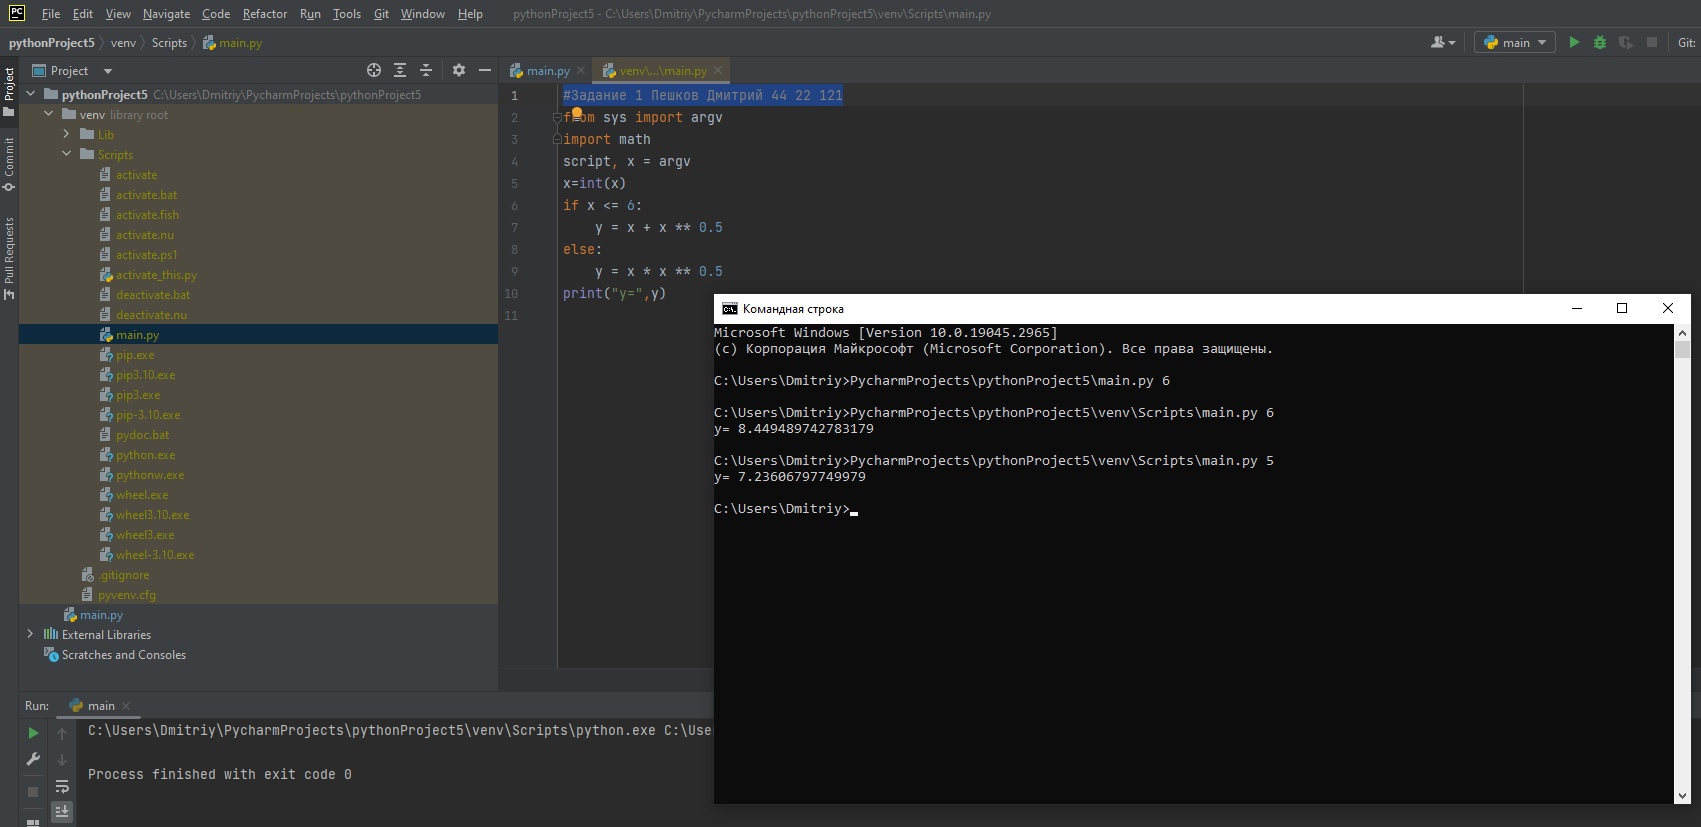 PC File Edit View Navigate Code Refactor Run Tools Git Window Help pythonProject5 - C:\Users\Dmitriy\PycharmProjects\pythonProject5\venv\Scripts\main.py
pythonProject5 venv Scripts main.py main Git:
Project
Commit
Pull Requests
Project
pythonProject5 C:\Users\Dmitriy\PycharmProjects\pythonProject5
venv library root
Lib
Scripts
activate
activate.bat
activate.fish
activate.nu
activate.ps1
activate_this.py
deactivate.bat
deactivate.nu
main.py
pip.exe
pip3.10.exe
pip3.exe
pip-3.10.exe
pydoc.bat
python.exe
pythonw.exe
wheel.exe
wheel3.10.exe
wheel3.exe
wheel-3.10.exe
.gitignore
pyvenv.cfg
main.py
External Libraries
Scratches and Consoles
main.py venv\...\main.py
1 #Задание 1 Пешков Дмитрий 44 22 121
2 from sys import argv
3 import math
4 script, x = argv
5 x=int(x)
6 if x <= 6:
7 y = x + x ** 0.5
8 else:
9 y = x * x ** 0.5
10 print("y=",y)
11
Командная строка
Microsoft Windows [Version 10.0.19045.2965]
(c) Корпорация Майкрософт (Microsoft Corporation). Все права защищены.
C:\Users\Dmitriy>PycharmProjects\pythonProject5\main.py 6
C:\Users\Dmitriy>PycharmProjects\pythonProject5\venv\Scripts\main.py 6
y= 8.449489742783179
C:\Users\Dmitriy>PycharmProjects\pythonProject5\venv\Scripts\main.py 5
y= 7.23606797749979
C:\Users\Dmitriy>
Run: main
C:\Users\Dmitriy\PycharmProjects\pythonProject5\venv\Scripts\python.exe C:\Use
Process finished with exit code 0